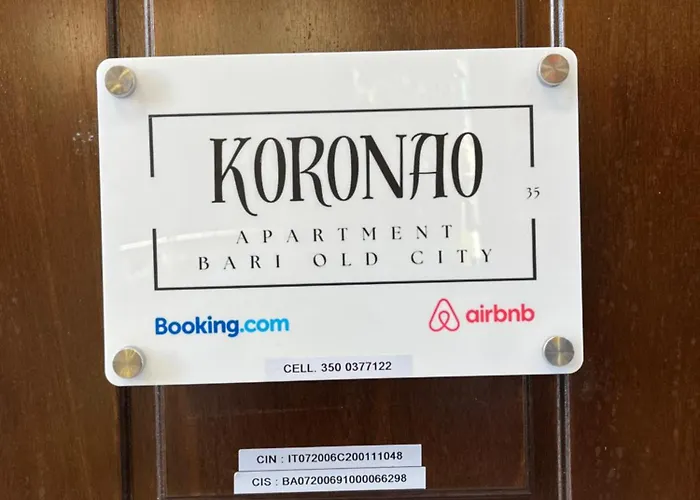 KORONAO
35
APARTMENT
BARI OLD CITY
Booking.com
airbnb
CELL. 350 0377122
CIN : IT072006C200111048
CIS : BA07200691000066298